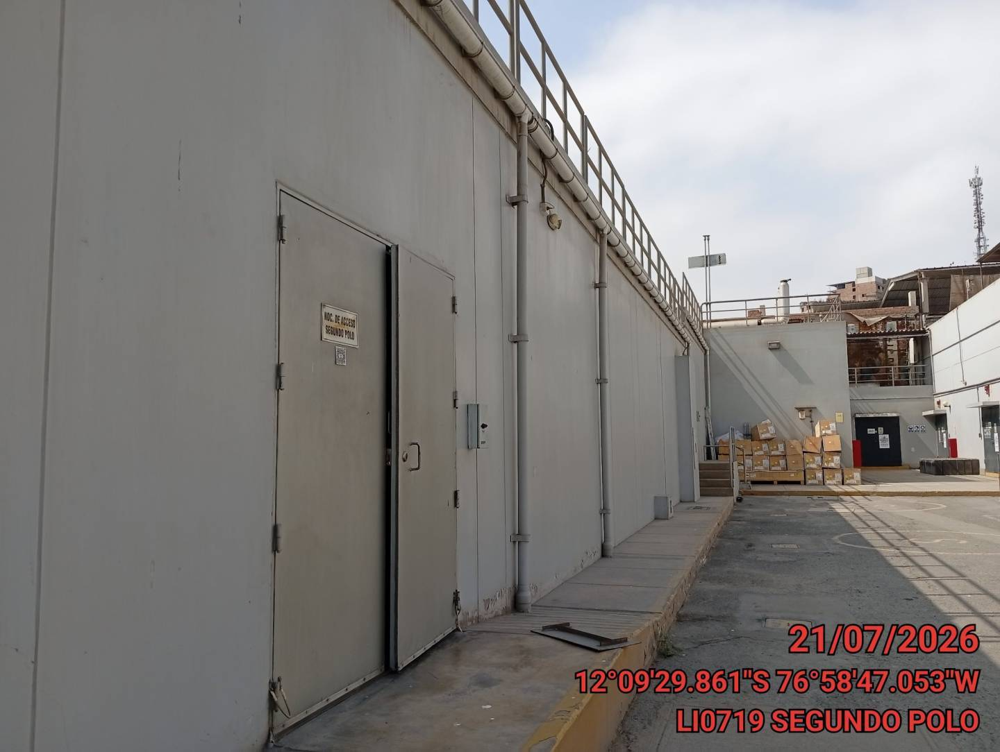 NOC. DE ACCESO
SEGUNDO POLO
21/07/2026
12°09'29.861"S 76°58'47.053"W
LI0719 SEGUNDO POLO